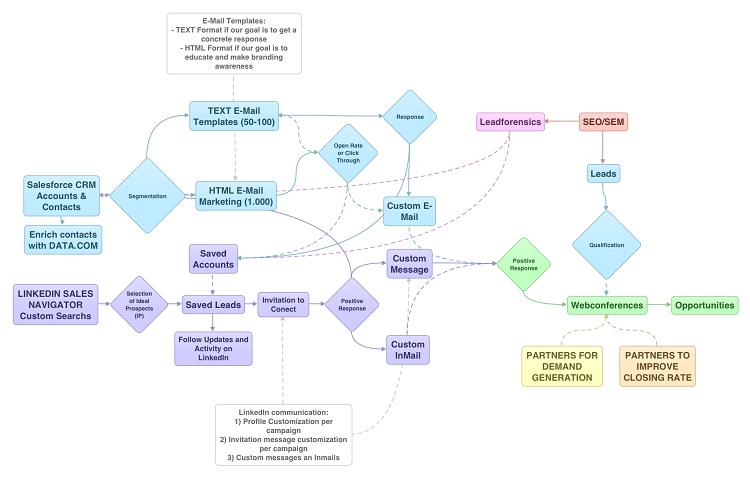 E-Mail Templates:
- TEXT Format if our goal is to get a
concrete response
- HTML Format if our goal is to
educate and make branding
awareness
TEXT E-Mail
Templates (50-100)
Response
Leadforensics
SEO/SEM
Open Rate
or Click
Through
Leads
Salesforce CRM
Accounts &
Contacts
Segmentation
HTML E-Mail
Marketing (1.000)
Custom E-
Mail
Enrich contacts
with DATA.COM
Qualification
Saved
Accounts
Custom
Message
Positive
Response
LINKEDIN SALES
NAVIGATOR
Custom Searchs
Selection
of Ideal
Prospects
(IP)
Saved Leads
Invitation to
Conect
Positive
Response
Webconferences
Opportunities
Follow Updates and
Activity on
LinkedIn
Custom
InMail
PARTNERS FOR
DEMAND
GENERATION
PARTNERS TO
IMPROVE
CLOSING RATE
LinkedIn communication:
1) Profile Customization per
campaign
2) Invitation message customization
per campaign
3) Custom messages an Inmails